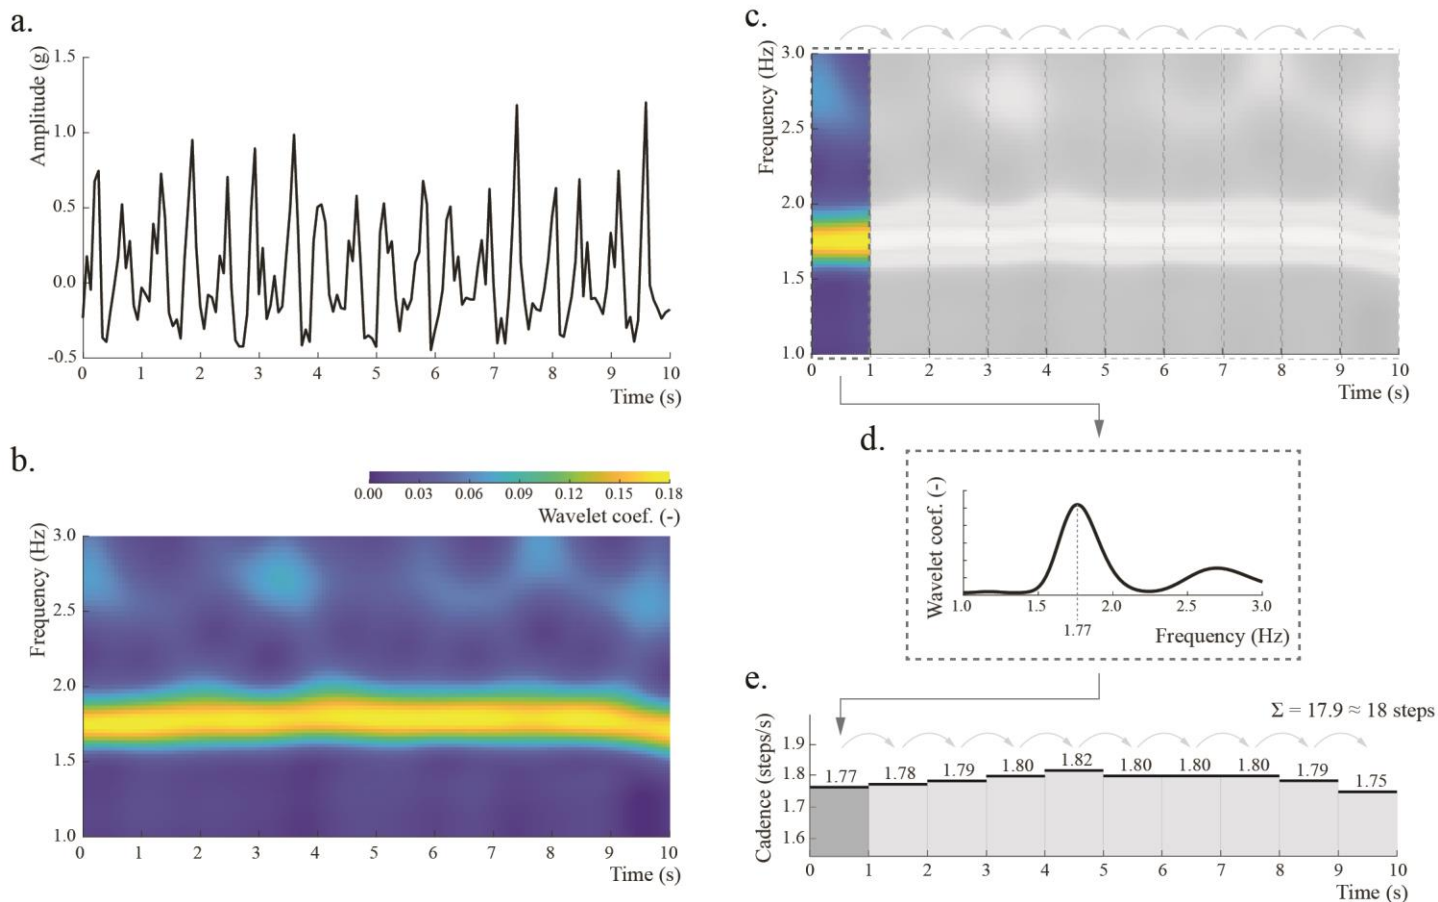 a.
Amplitude (g)
1.5
1.0
0.5
0.0
-0.5
0 1 2 3 4 5 6 7 8 9 10
Time (s)
b.
0.00 0.03 0.06 0.09 0.12 0.15 0.18
Wavelet coef. (-)
Frequency (Hz)
3.0
2.5
2.0
1.5
1.0
0 1 2 3 4 5 6 7 8 9 10
Time (s)
c.
Frequency (Hz)
3.0
2.5
2.0
1.5
1.0
0 1 2 3 4 5 6 7 8 9 10
Time (s)
d.
Wavelet coef. (-)
1.0 1.5 2.0 2.5 3.0
1.77
Frequency (Hz)
e.
Σ = 17.9 ≈ 18 steps
Cadence (steps/s)
1.9
1.8
1.7
1.6
1.77 1.78 1.79 1.80 1.82 1.80 1.80 1.80 1.79 1.75
0 1 2 3 4 5 6 7 8 9 10
Time (s)